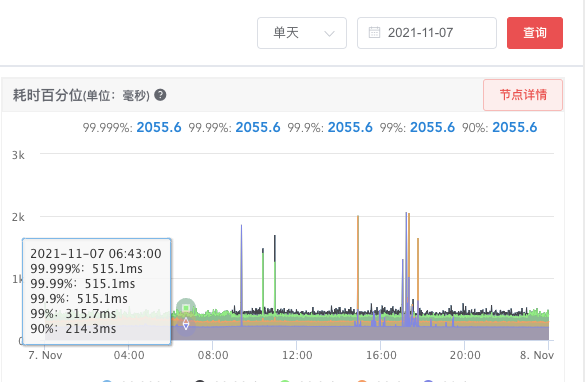 单天 2021-11-07 查询
耗时百分位(单位：毫秒) ? 节点详情
99.999%: 2055.6 99.99%: 2055.6 99.9%: 2055.6 99% : 2055.6 90%: 2055.6
3k
2k
1k
2021-11-07 06:43:00
99.999%：515.1ms
99.99%：515.1ms
99.9%：515.1ms
99%：315.7ms
90%：214.3ms
0
7. Nov 04:00 08:00 12:00 16:00 20:00 8. Nov